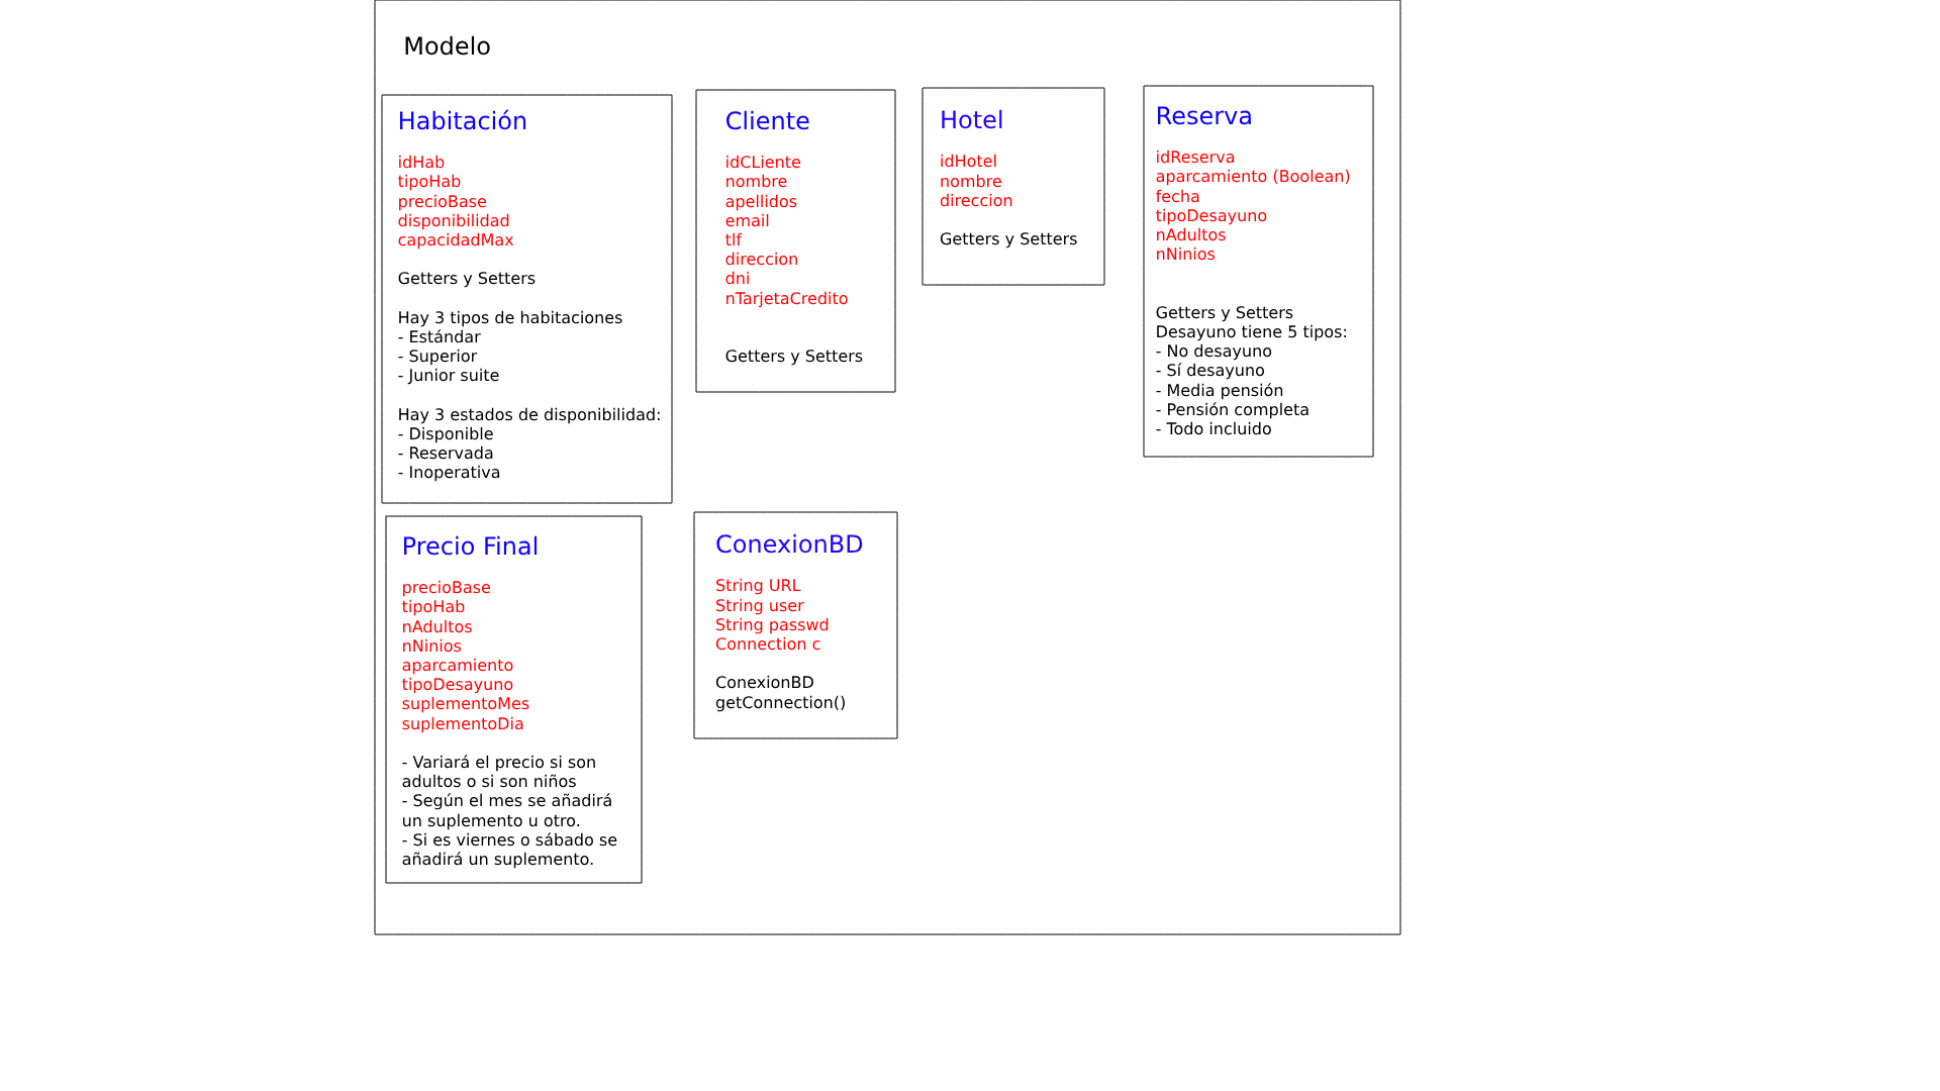 Modelo
Habitación
idHab
tipoHab
precioBase
disponibilidad
capacidadMax
Getters y Setters
Hay 3 tipos de habitaciones
- Estándar
- Superior
- Junior suite
Hay 3 estados de disponibilidad:
- Disponible
- Reservada
- Inoperativa
Cliente
idCLiente
nombre
apellidos
email
tlf
direccion
dni
nTarjetaCredito
Getters y Setters
Hotel
idHotel
nombre
direccion
Getters y Setters
Reserva
idReserva
aparcamiento (Boolean)
fecha
tipoDesayuno
nAdultos
nNinios
Getters y Setters
Desayuno tiene 5 tipos:
- No desayuno
- Sí desayuno
- Media pensión
- Pensión completa
- Todo incluido
Precio Final
precioBase
tipoHab
nAdultos
nNinios
aparcamiento
tipoDesayuno
suplementoMes
suplementoDia
- Variará el precio si son
adultos o si son niños
- Según el mes se añadirá
un suplemento u otro.
- Si es viernes o sábado se
añadirá un suplemento.
ConexionBD
String URL
String user
String passwd
Connection c
ConexionBD
getConnection()